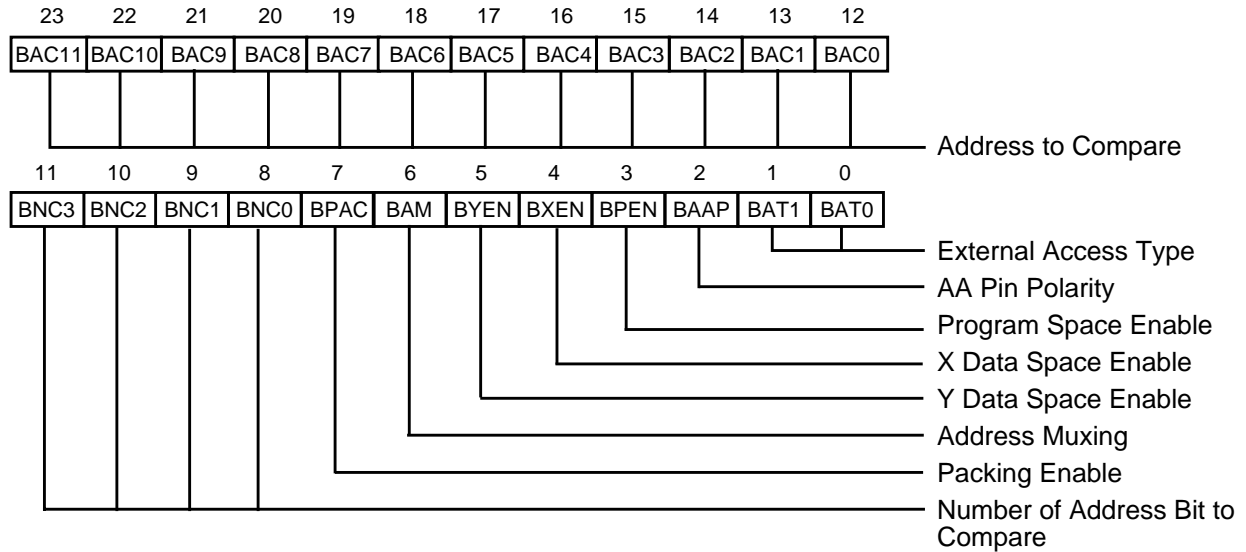 23 22 21 20 19 18 17 16 15 14 13 12
BAC11 BAC10 BAC9 BAC8 BAC7 BAC6 BAC5 BAC4 BAC3 BAC2 BAC1 BAC0
Address to Compare
11 10 9 8 7 6 5 4 3 2 1 0
BNC3 BNC2 BNC1 BNC0 BPAC BAM BYEN BXEN BPEN BAAP BAT1 BAT0
External Access Type
AA Pin Polarity
Program Space Enable
X Data Space Enable
Y Data Space Enable
Address Muxing
Packing Enable
Number of Address Bit to
Compare